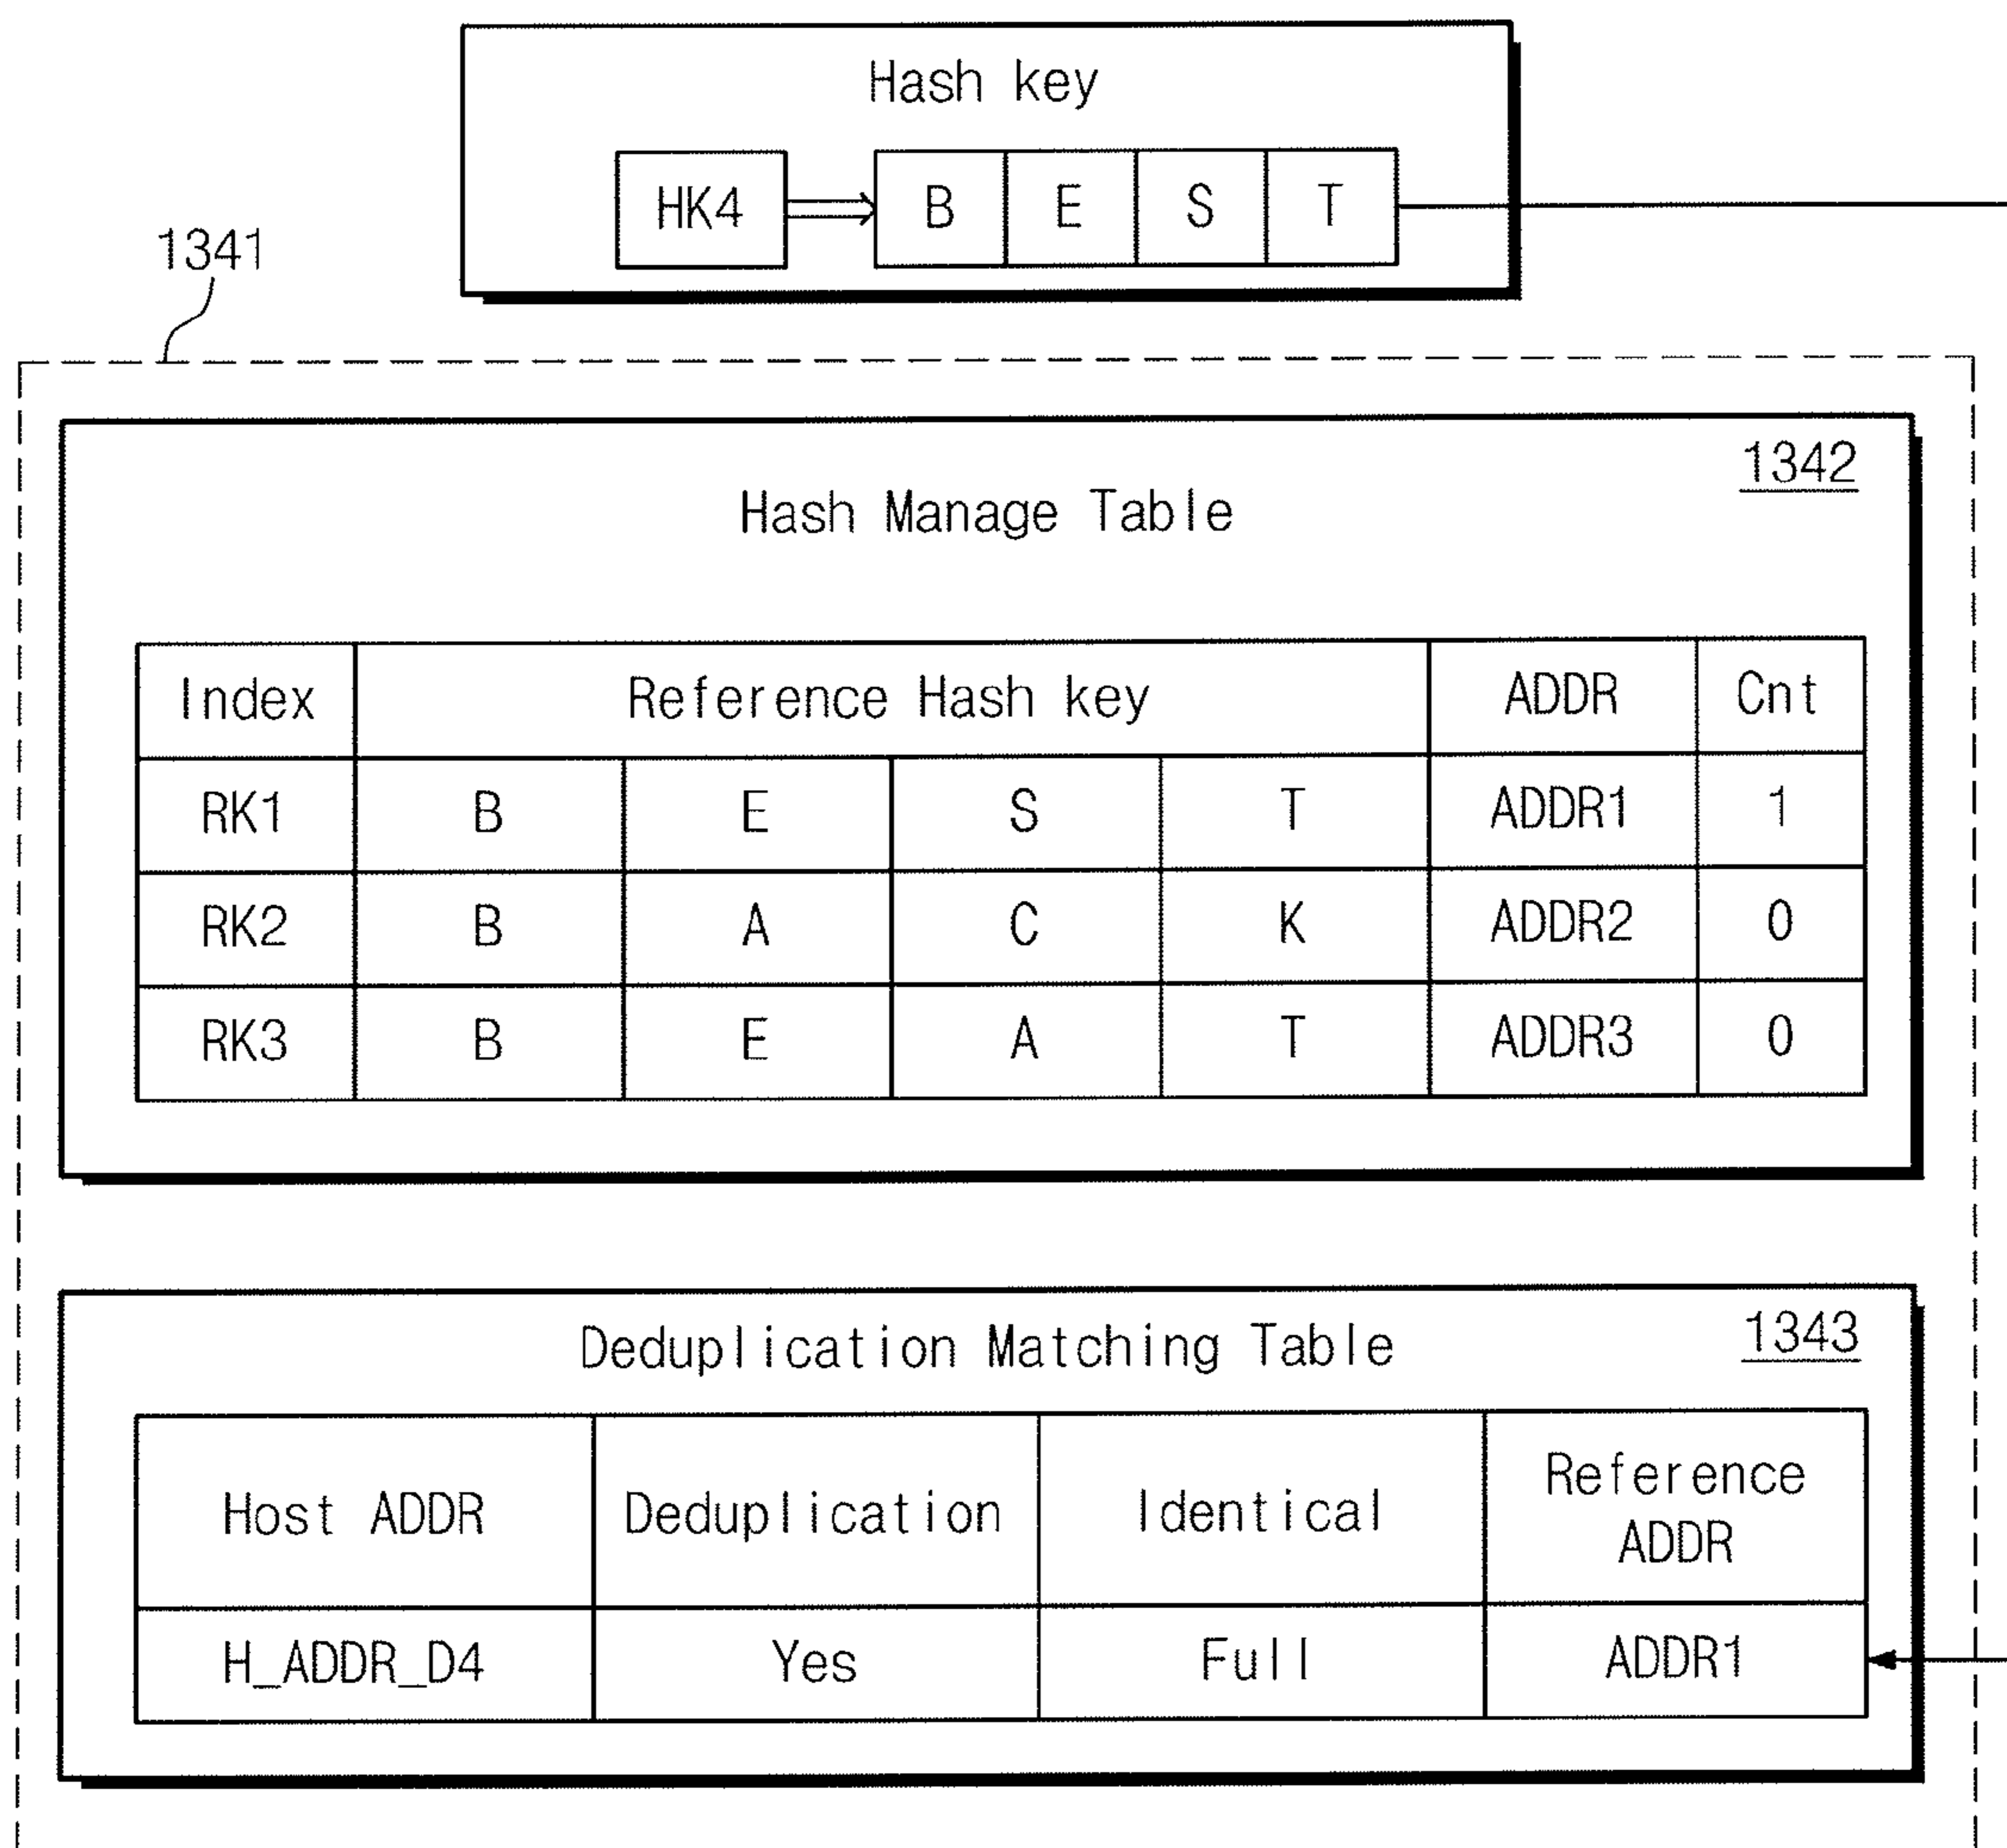 Hash key
HK4 B E S T
1341
1342
Hash Manage Table
Index Reference Hash key ADDR Cnt
RK1 B E S T ADDR1 1
RK2 B A C K ADDR2 0
RK3 B E A T ADDR3 0
1343
Deduplication Matching Table
Host ADDR Deduplication Identical Reference
ADDR
H_ADDR_D4 Yes Full ADDR1